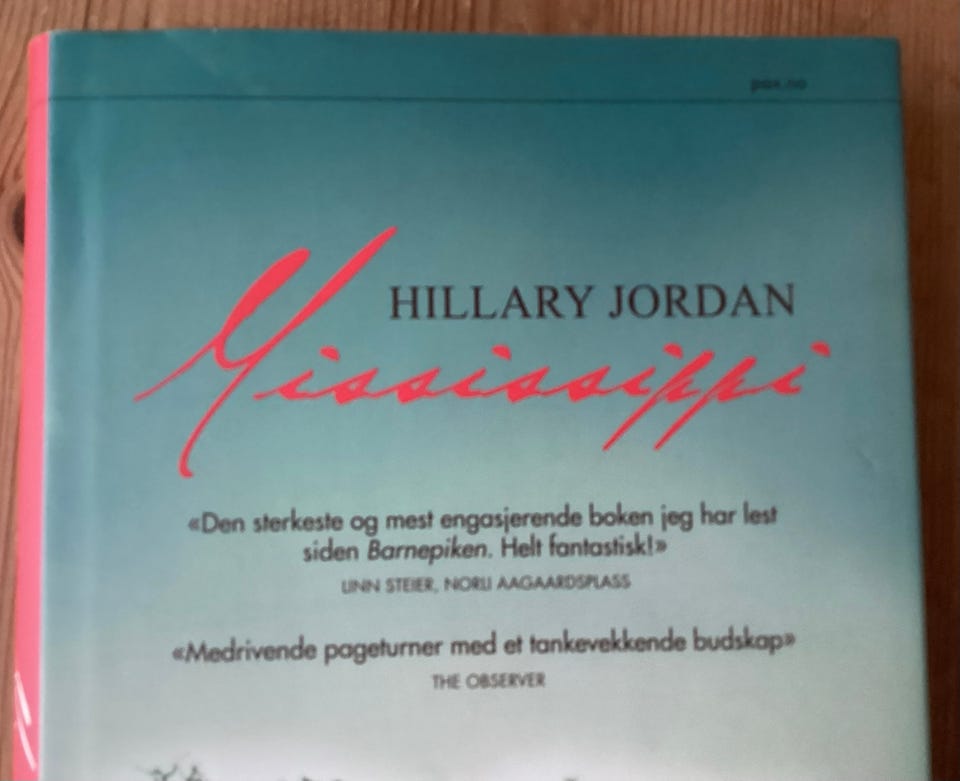 pax.no
HILLARY JORDAN
Mississippi
«Den sterkeste og mest engasjerende boken jeg har lest
siden Barnepiken. Helt fantastisk!»
LINN STEIER, NORLI AAGAARDSPLASS
«Medrivende pageturner med et tankevekkende budskap»
THE OBSERVER